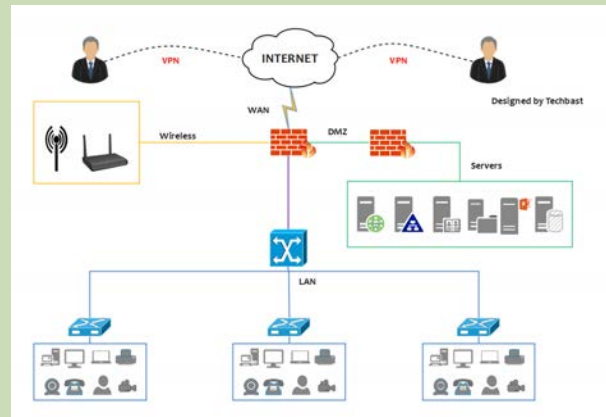 INTERNET
VPN
VPN
WAN
Designed by Techbast
Wireless
DMZ
Servers
LAN